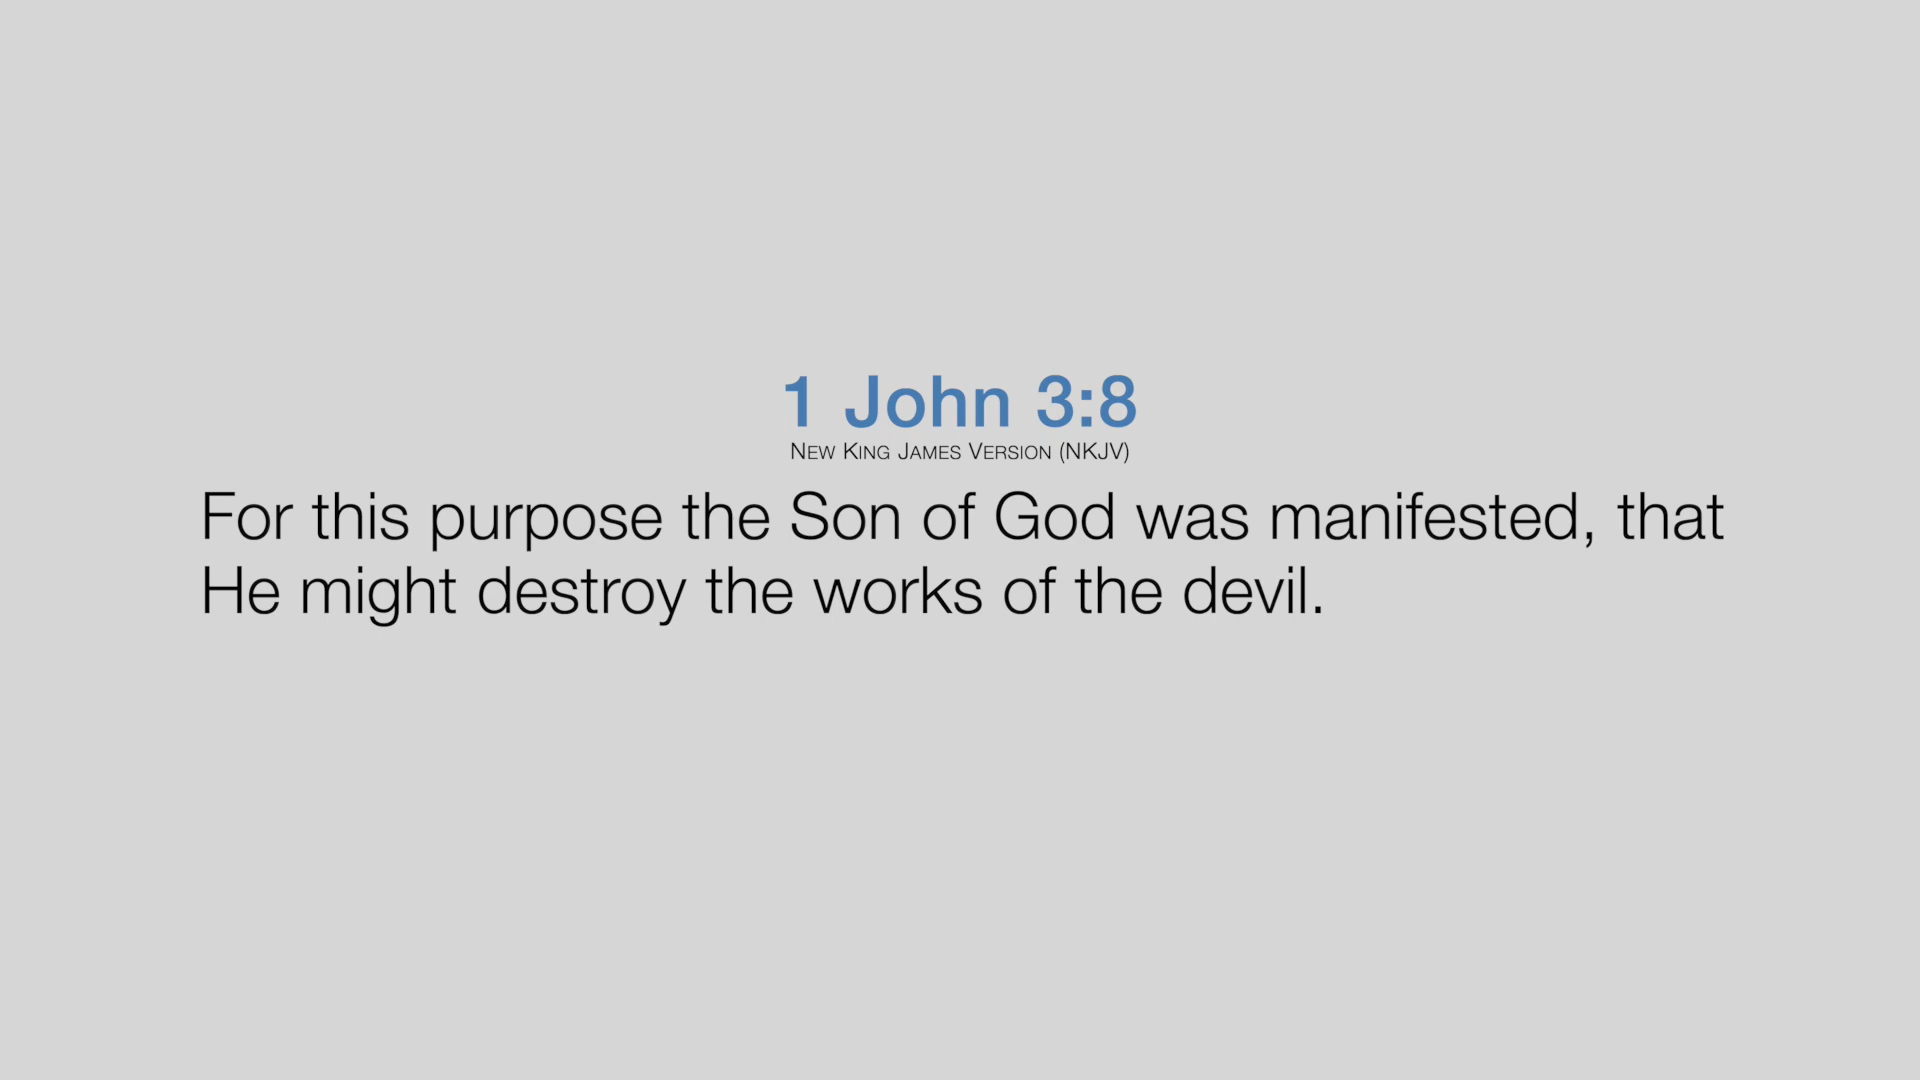 1 John 3:8
New King James Version (NKJV)
For this purpose the Son of God was manifested, that
He might destroy the works of the devil.